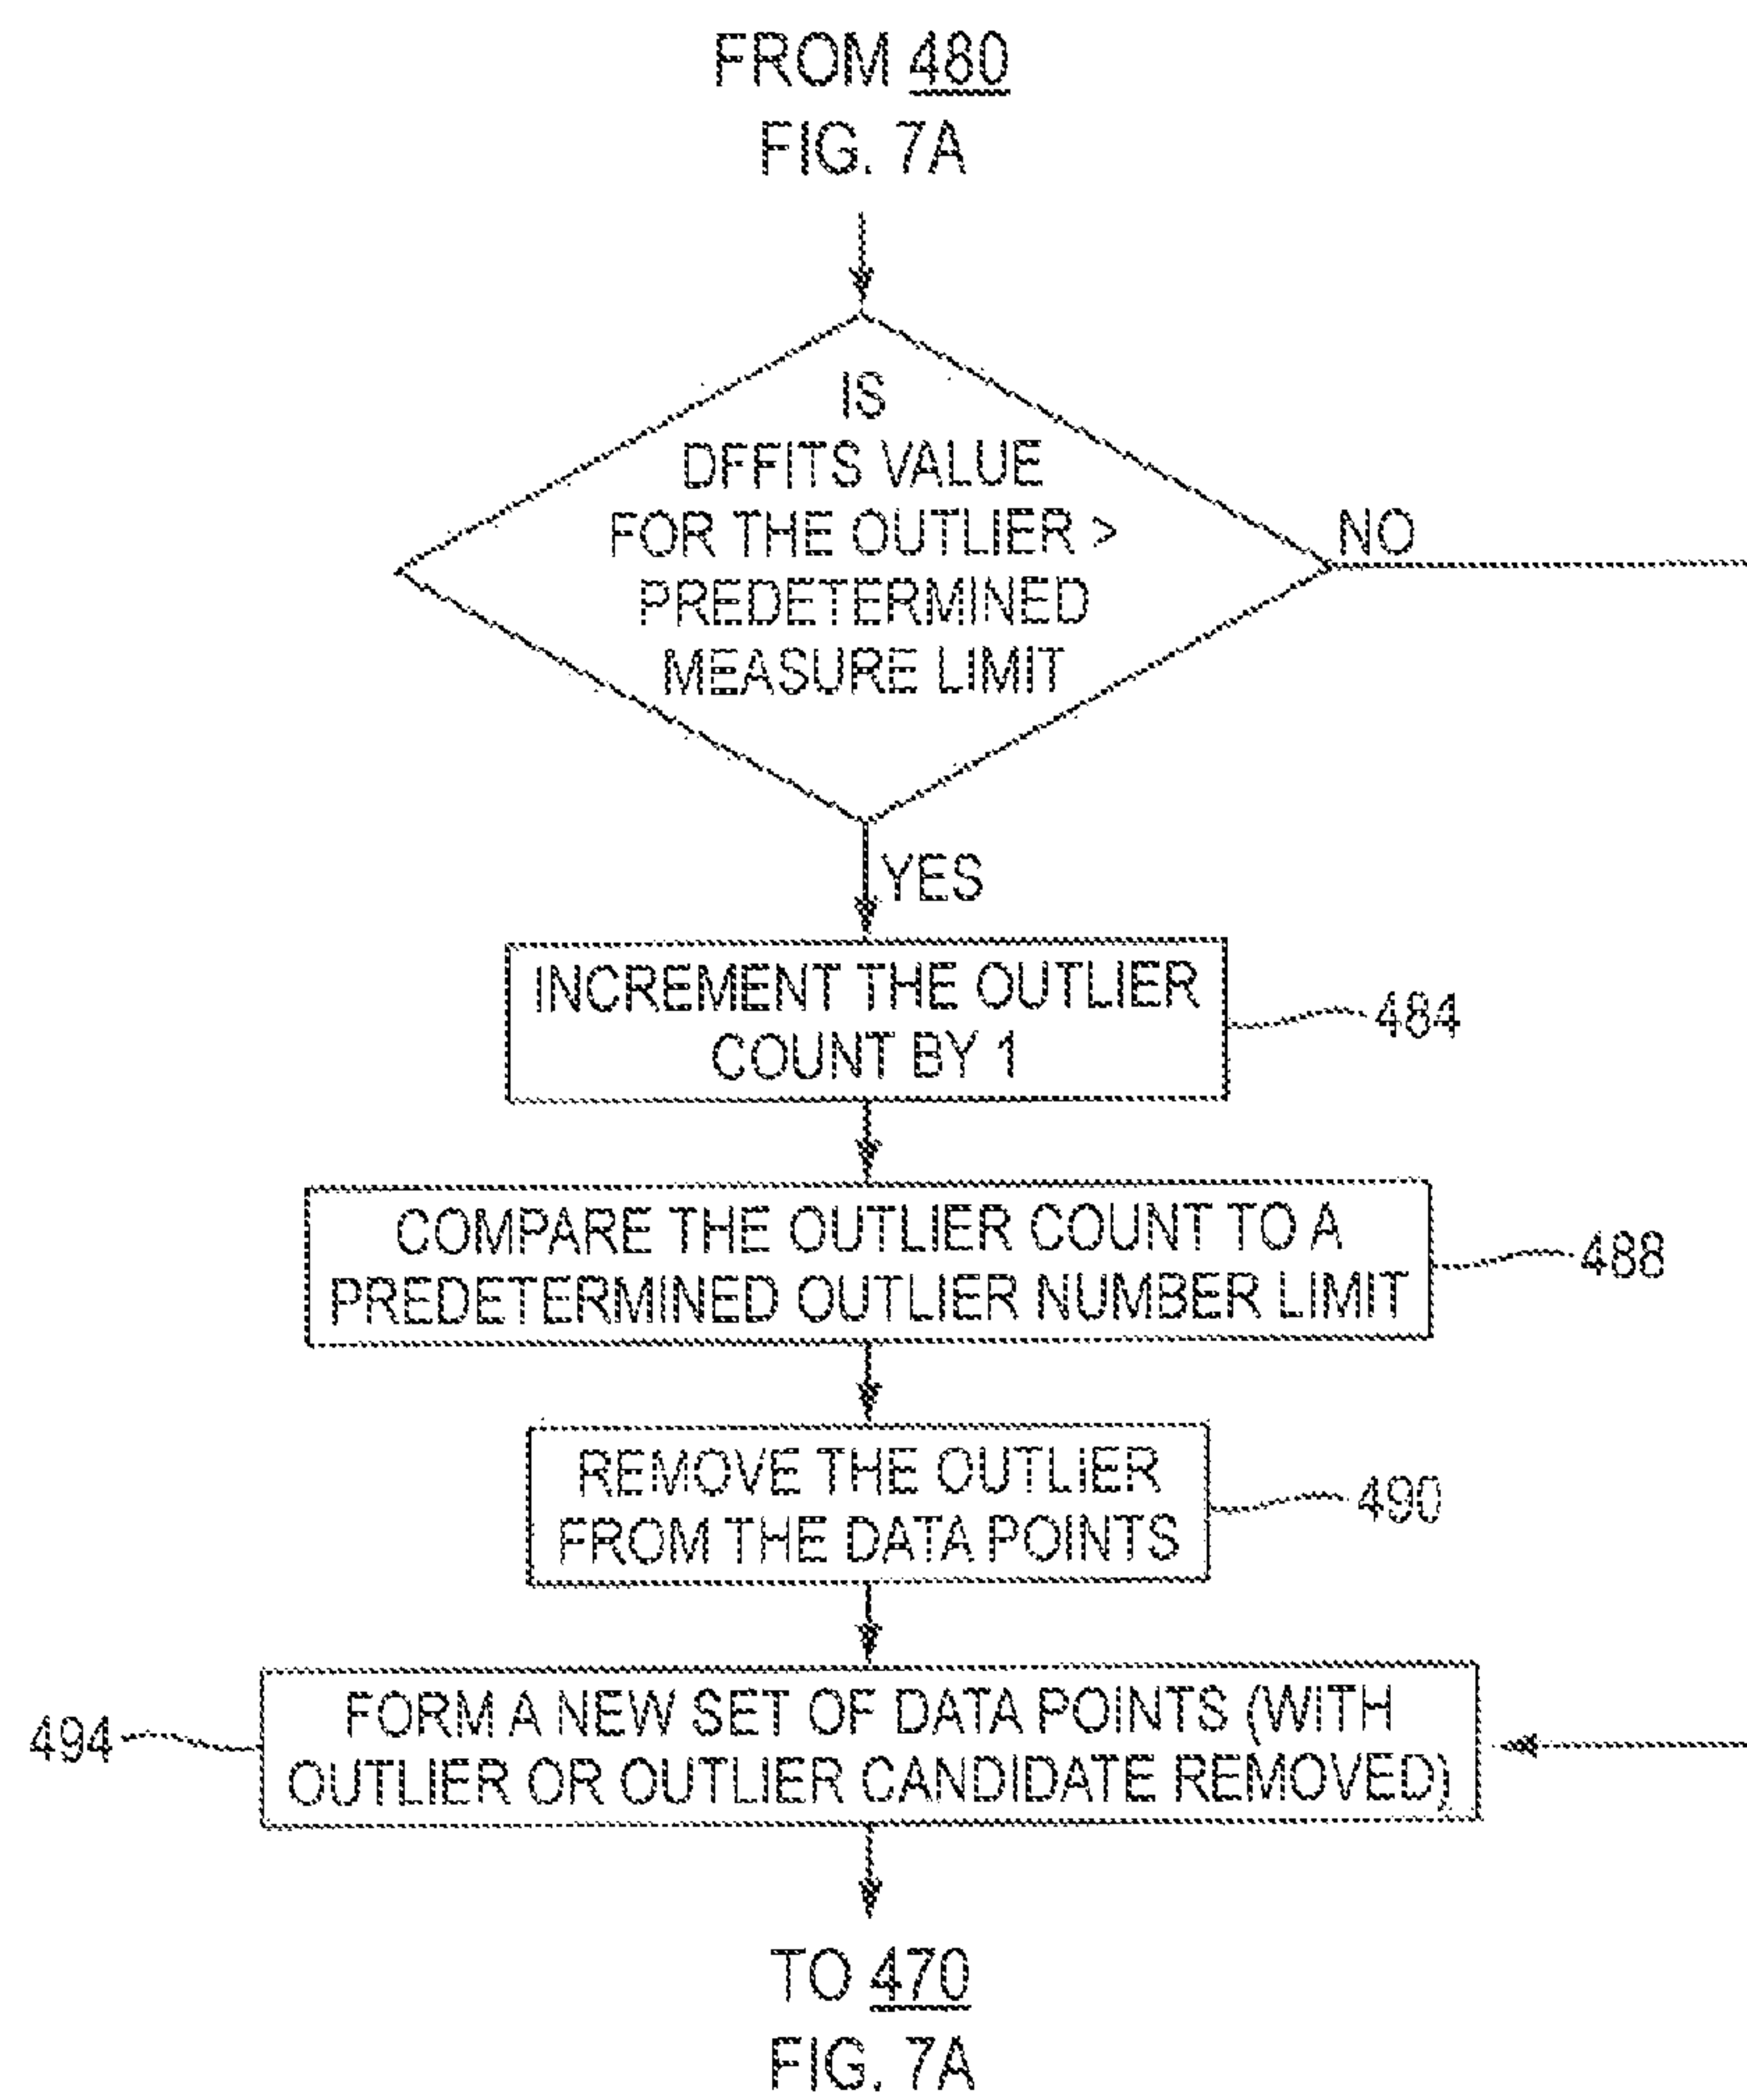 FROM 480
FIG. 7A
IS
DFFITS VALUE
FOR THE OUTLIER >
PREDETERMINED
MEASURE LIMIT
NO
YES
INCREMENT THE OUTLIER
COUNT BY 1
484
COMPARE THE OUTLIER COUNT TO A
PREDETERMINED OUTLIER NUMBER LIMIT
488
REMOVE THE OUTLIER
FROM THE DATA POINTS
490
494
FORM A NEW SET OF DATA POINTS (WITH
OUTLIER OR OUTLIER CANDIDATE REMOVED)
TO 470
FIG. 7A